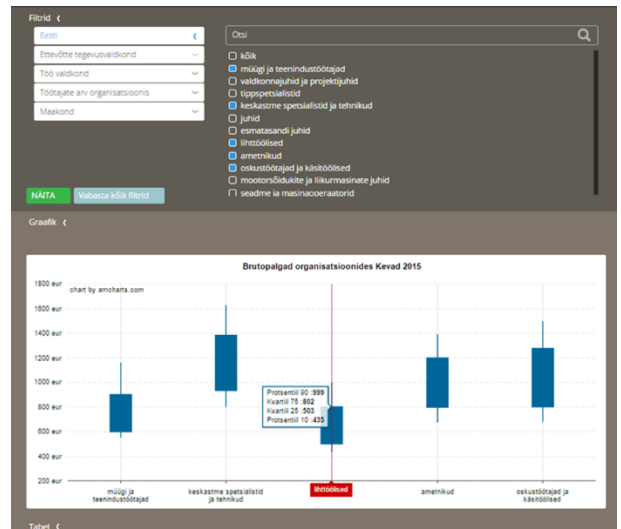 Filtrid
Eesti
Otsi
Ettevõtte tegevusvaldkond
Töö valdkond
Töötajate arv organisatsioonis
Maakond
kõik
müügi ja teenindustöötajad
valdkonnajuhid ja projektijuhid
tippspetsialistid
keskastme spetsialistid ja tehnikud
juhid
esmatasandi juhid
lihttöölised
ametnikud
oskustöötajad ja käsitöölised
mootorsõidukite ja liikurmasinate juhid
seadme ja masinaoperaatorid
NÄITA
Vabasta kõik filtrid
Graafik
Brutopalgad organisatsioonides Kevad 2015
chart by amcharts.com
1800 eur
1600 eur
1400 eur
1200 eur
1000 eur
800 eur
600 eur
400 eur
200 eur
Protsentiil 90 :999
Kvartiil 75 :802
Kvartiil 25 :503
Protsentiil 10 :435
müügi ja
teenindustöötajad
keskastme spetsialistid
ja tehnikud
lihttöölised
ametnikud
oskustöötajad ja
käsitöölised
Tabel